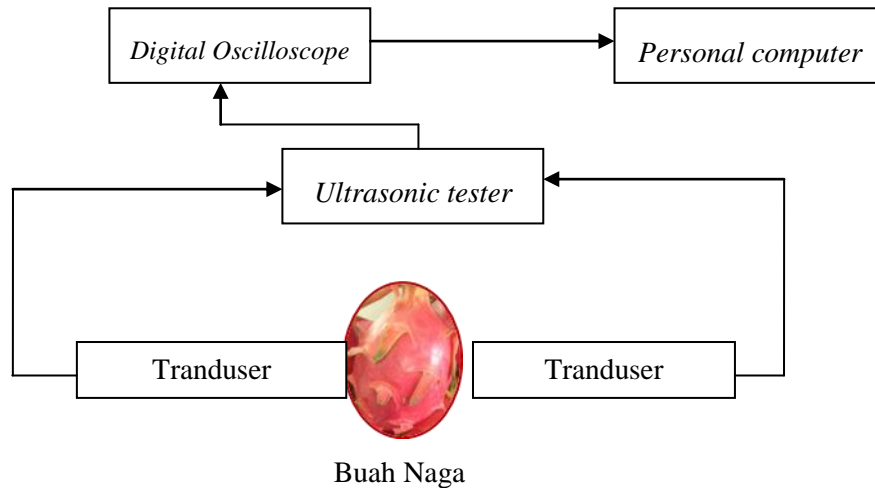 Digital Oscilloscope
Personal computer
Ultrasonic tester
Tranduser
Tranduser
Buah Naga